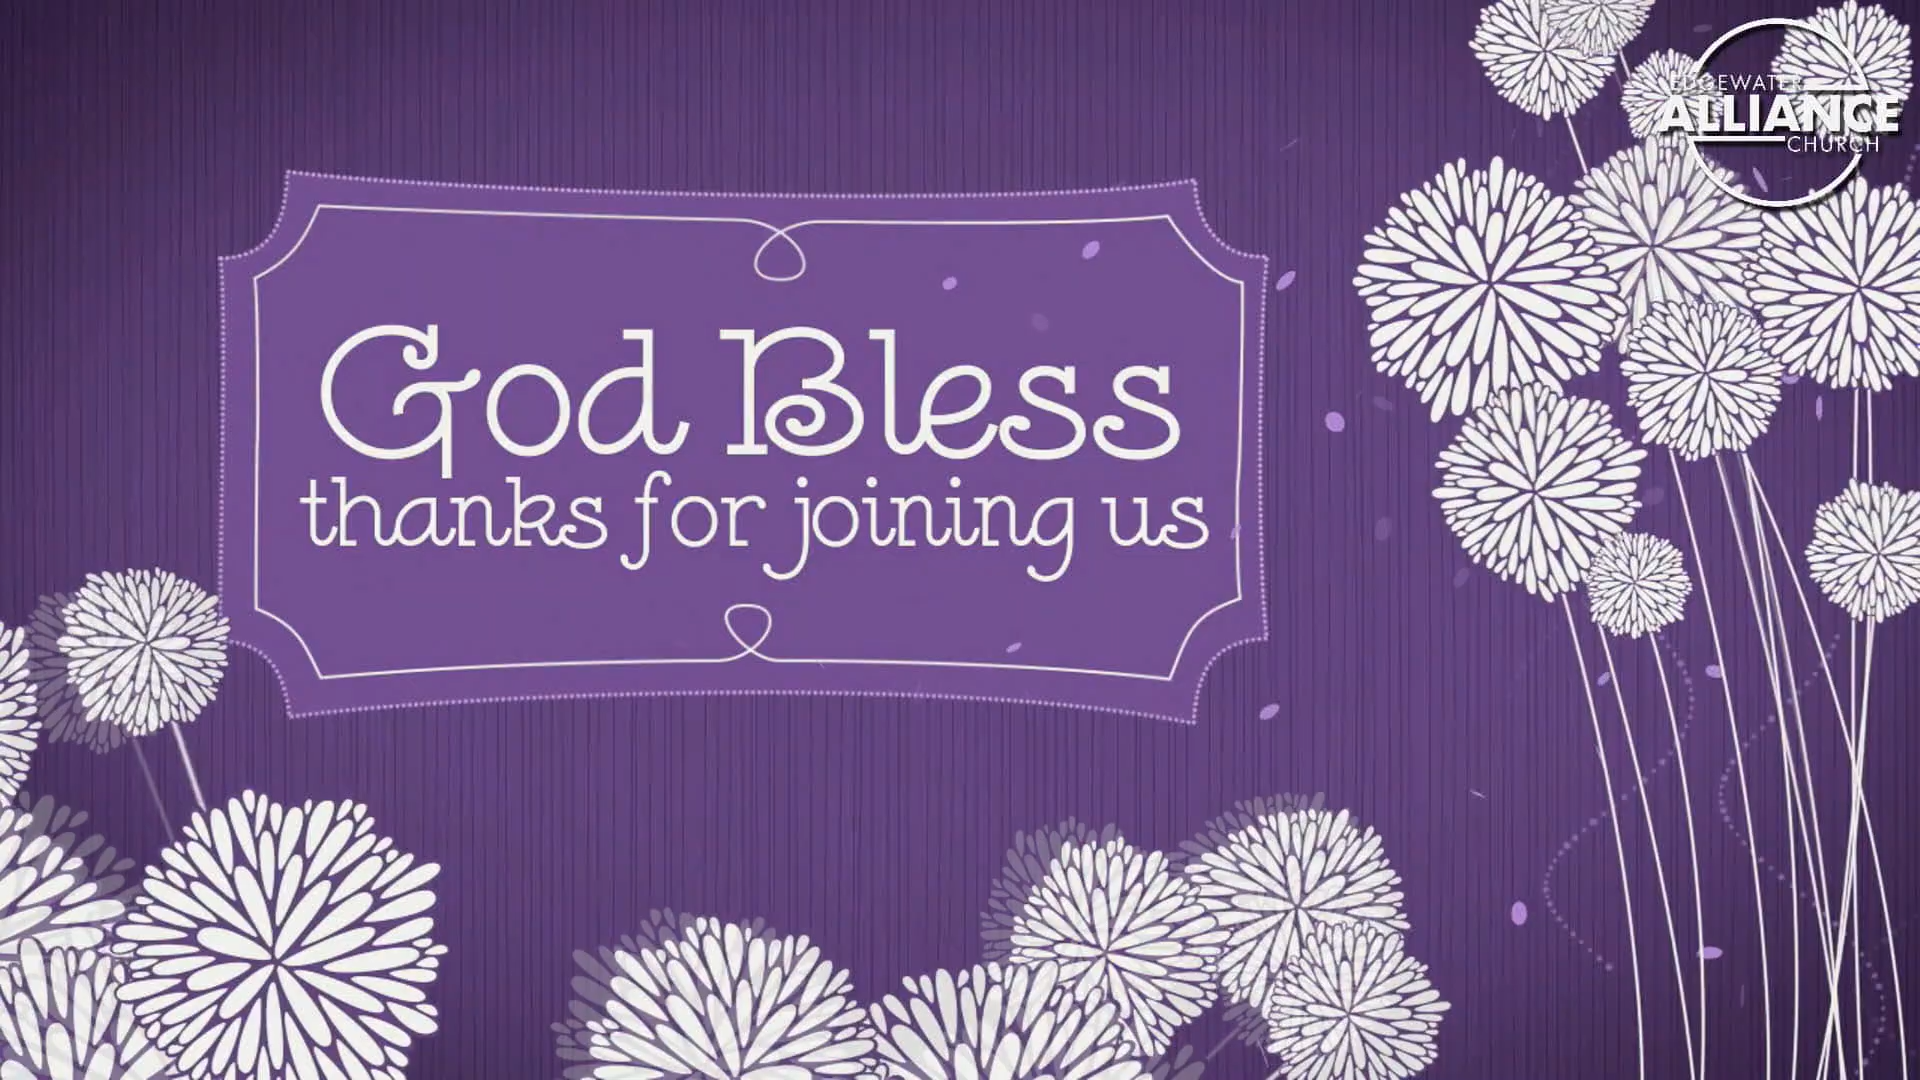 God Bless
thanks for joining us
EDGEWATER
ALLIANCE
CHURCH